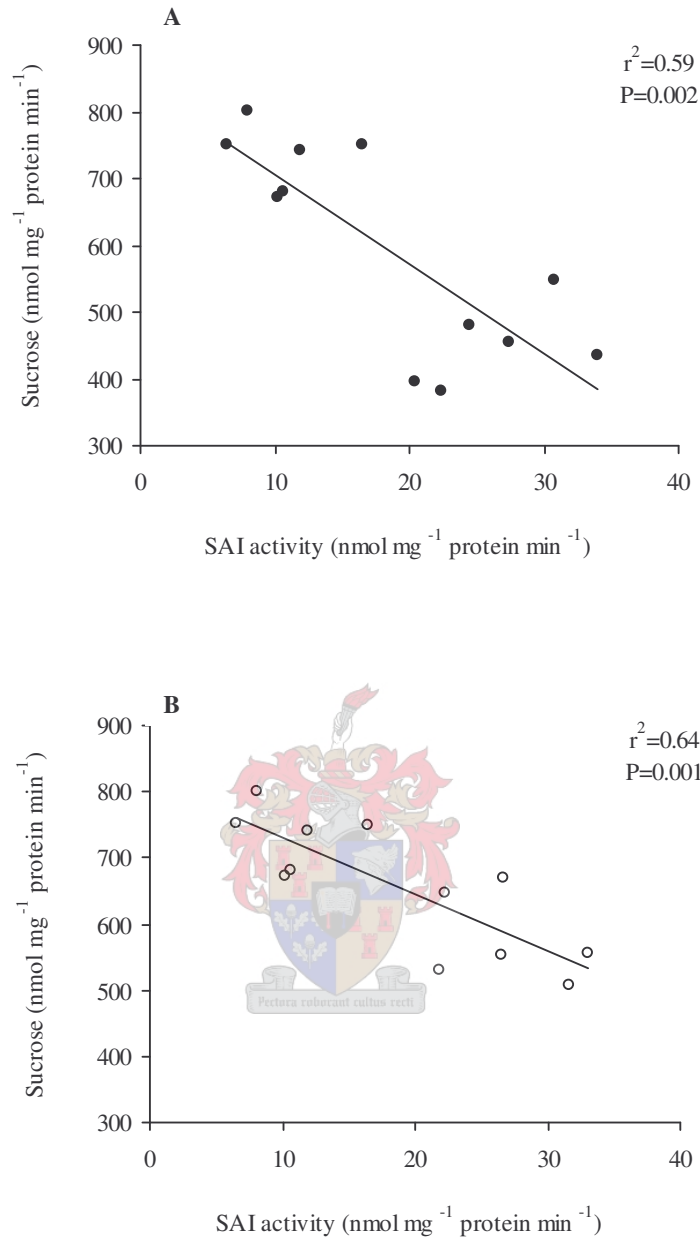 A
900
800
700
600
500
400
300
0 10 20 30 40
Sucrose (nmol mg⁻¹ protein min⁻¹)
SAI activity (nmol mg ⁻¹ protein min ⁻¹)
r²=0.59
P=0.002
B
900
800
700
600
500
400
300
0 10 20 30 40
Sucrose (nmol mg⁻¹ protein min⁻¹)
SAI activity (nmol mg ⁻¹ protein min ⁻¹)
r²=0.64
P=0.001
Pectora roborant cultus recti